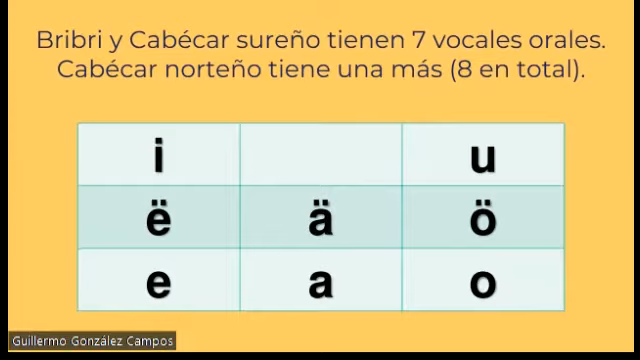 Bribri y Cabécar sureño tienen 7 vocales orales.
Cabécar norteño tiene una más (8 en total).
i u
ë ä ö
e a o
Guillermo González Campos